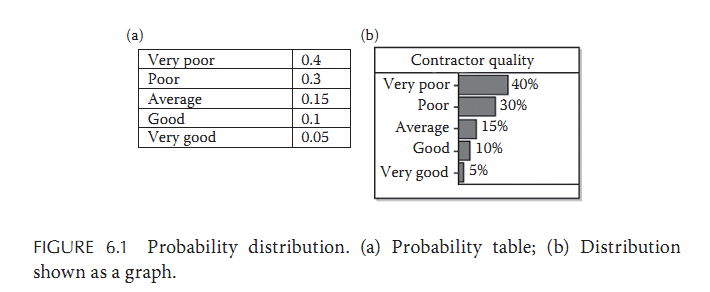 (a)
Very poor 0.4
Poor 0.3
Average 0.15
Good 0.1
Very good 0.05
(b)
Contractor quality
Very poor 40%
Poor 30%
Average 15%
Good 10%
Very good 5%
FIGURE 6.1 Probability distribution. (a) Probability table; (b) Distribution
shown as a graph.